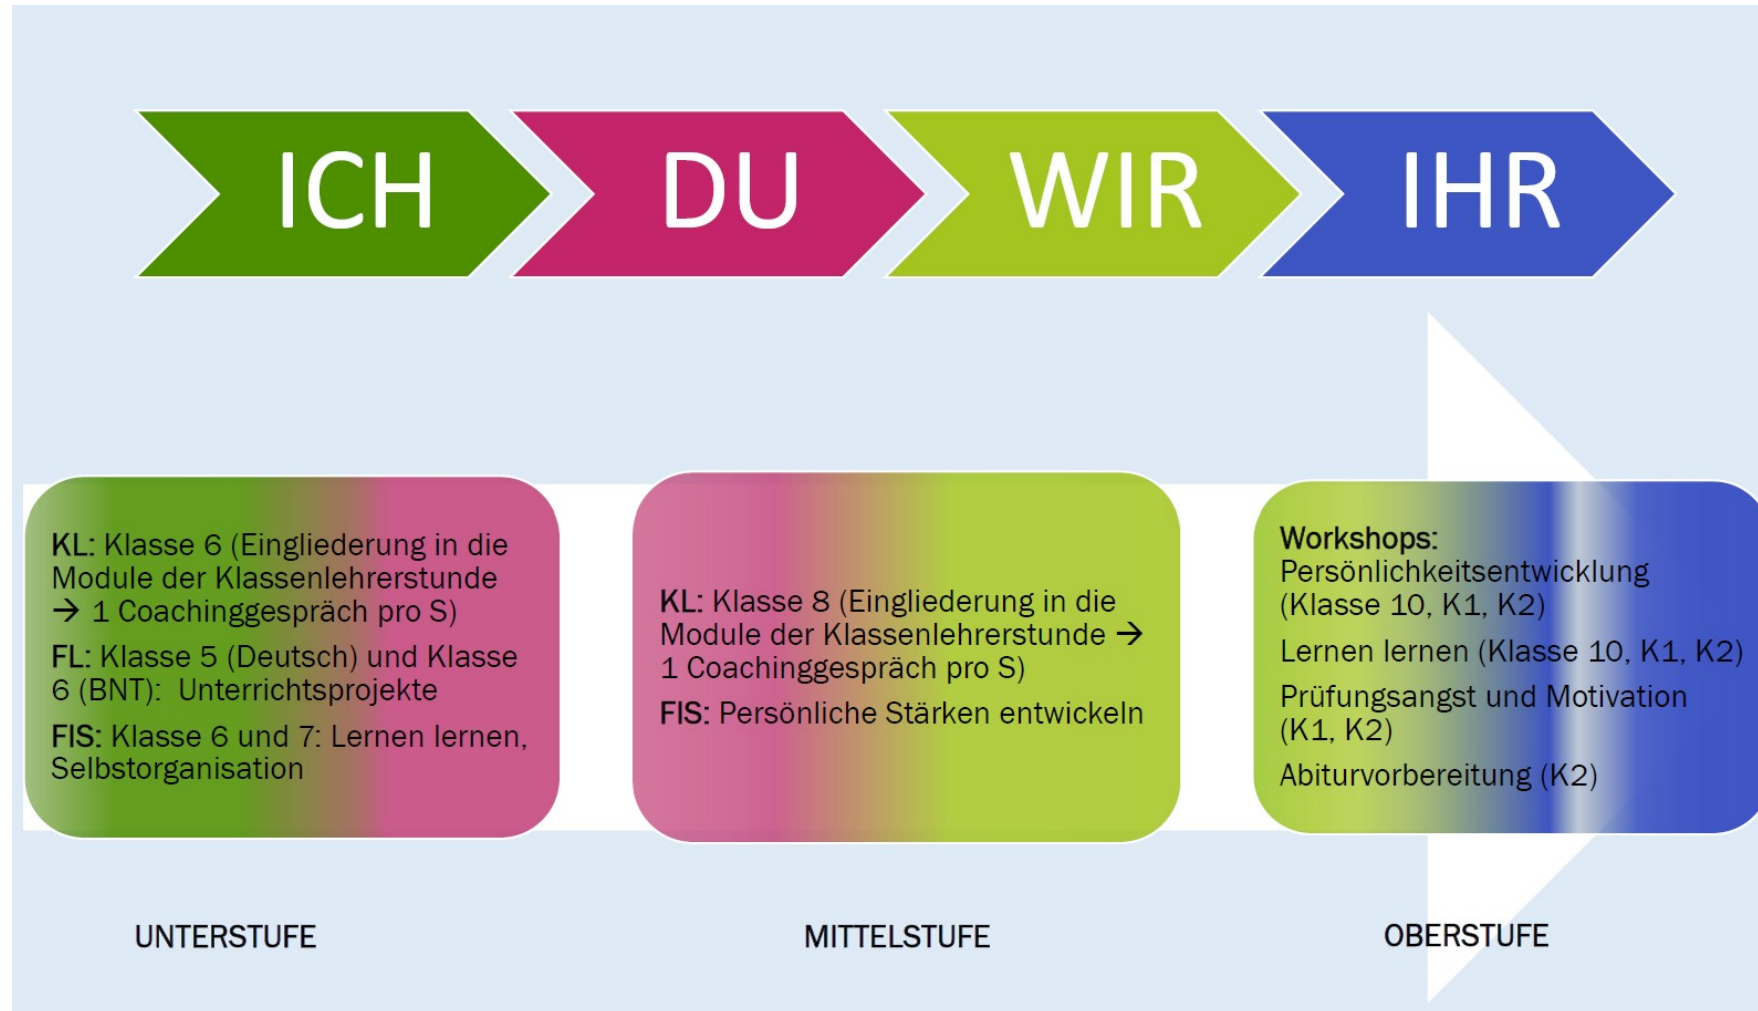 ICH
DU
WIR
IHR
KL: Klasse 6 (Eingliederung in die
Module der Klassenlehrerstunde
→ 1 Coachinggespräch pro S)
FL: Klasse 5 (Deutsch) und Klasse
6 (BNT): Unterrichtsprojekte
FIS: Klasse 6 und 7: Lernen lernen,
Selbstorganisation
KL: Klasse 8 (Eingliederung in die
Module der Klassenlehrerstunde →
1 Coachinggespräch pro S)
FIS: Persönliche Stärken entwickeln
Workshops:
Persönlichkeitsentwicklung
(Klasse 10, K1, K2)
Lernen lernen (Klasse 10, K1, K2)
Prüfungsangst und Motivation
(K1, K2)
Abiturvorbereitung (K2)
UNTERSTUFE
MITTELSTUFE
OBERSTUFE